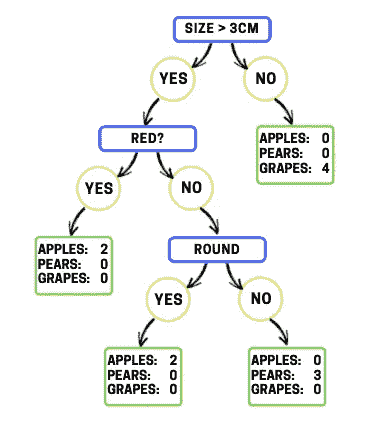 SIZE > 3CM
YES
NO
RED?
APPLES: 0
PEARS: 0
GRAPES: 4
YES
NO
APPLES: 2
PEARS: 0
GRAPES: 0
ROUND
YES
NO
APPLES: 2
PEARS: 0
GRAPES: 0
APPLES: 0
PEARS: 3
GRAPES: 0